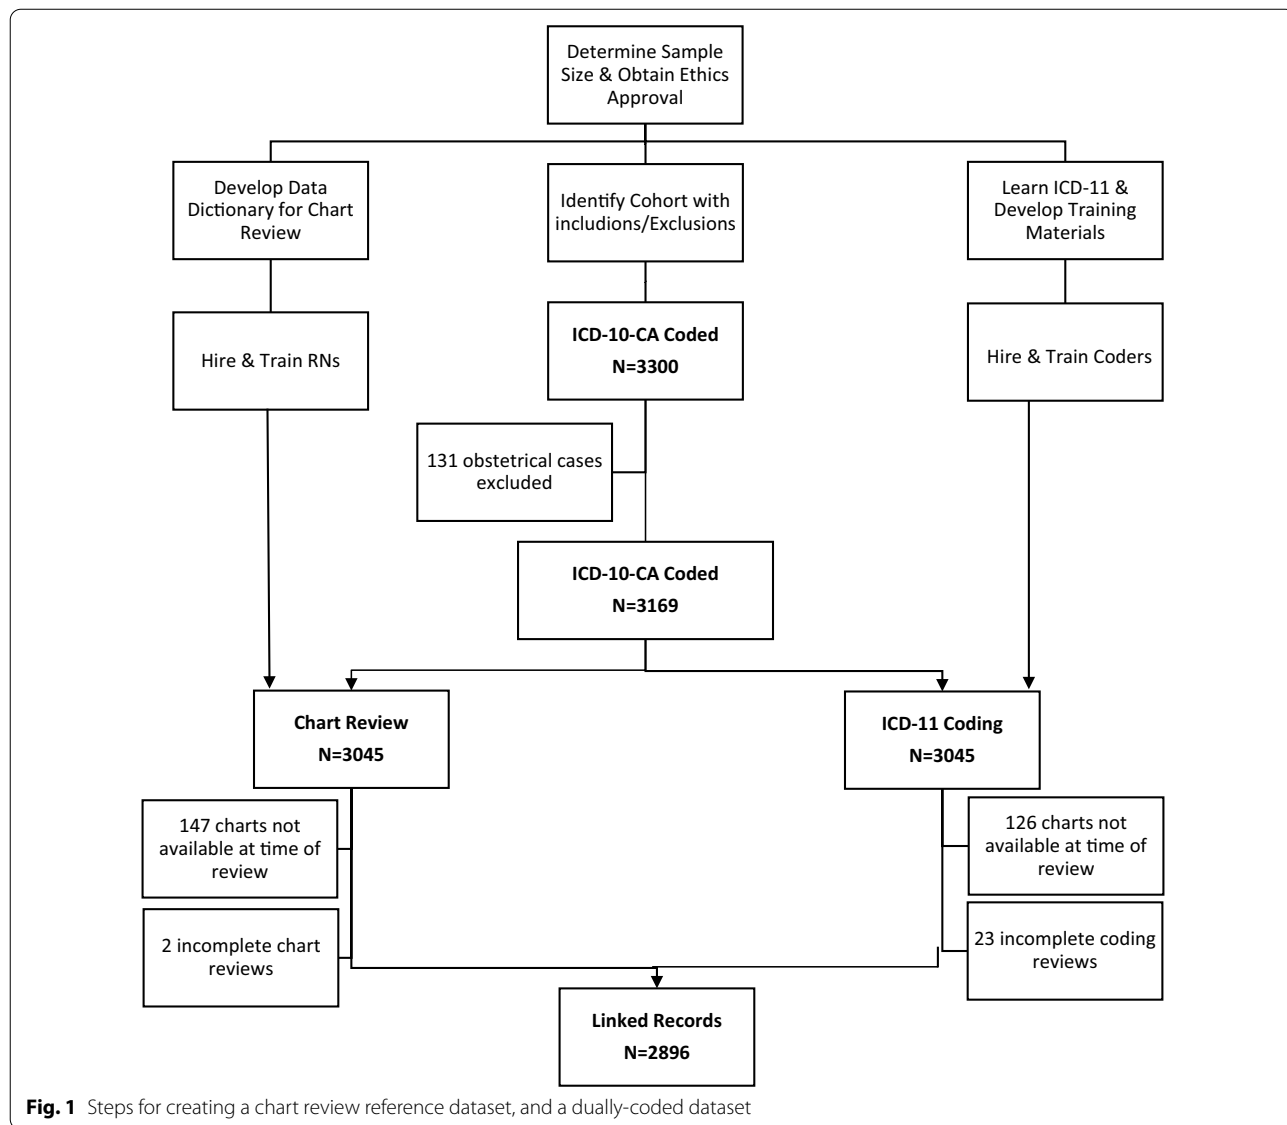 Determine Sample
Size & Obtain Ethics
Approval
Develop Data
Dictionary for Chart
Review
Identify Cohort with
includions/Exclusions
Learn ICD-11 &
Develop Training
Materials
Hire & Train RNs
ICD-10-CA Coded
N=3300
Hire & Train Coders
131 obstetrical cases
excluded
ICD-10-CA Coded
N=3169
Chart Review
N=3045
ICD-11 Coding
N=3045
147 charts not
available at time of
review
126 charts not
available at time of
review
2 incomplete chart
reviews
23 incomplete coding
reviews
Linked Records
N=2896
Fig. 1 Steps for creating a chart review reference dataset, and a dually-coded dataset